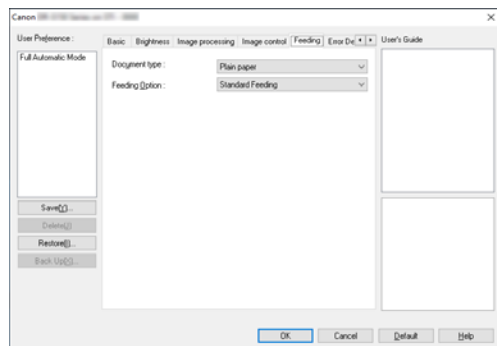 Canon
User Preference :
Full Automatic Mode
Save(Y)...
Delete(J)
Restore(I)...
Back Up(X)...
Basic Brightness Image processing Image control Feeding Error De
Document type :
Plain paper
Feeding Option :
Standard Feeding
User's Guide
OK Cancel Default Help